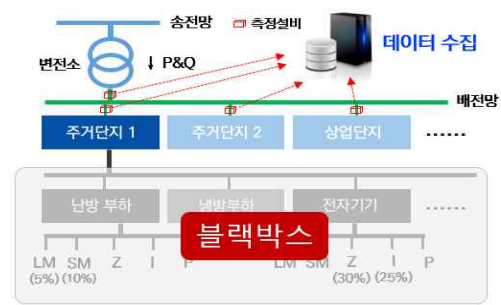 송전망
측정설비
변전소
↓ P&Q
데이터 수집
배전망
주거단지 1
주거단지 2
상업단지
......
난방 부하
냉방부하
전자기기
......
블랙박스
LM SM Z I P
(5%) (10%)
LM SM Z I P
(30%) (25%)